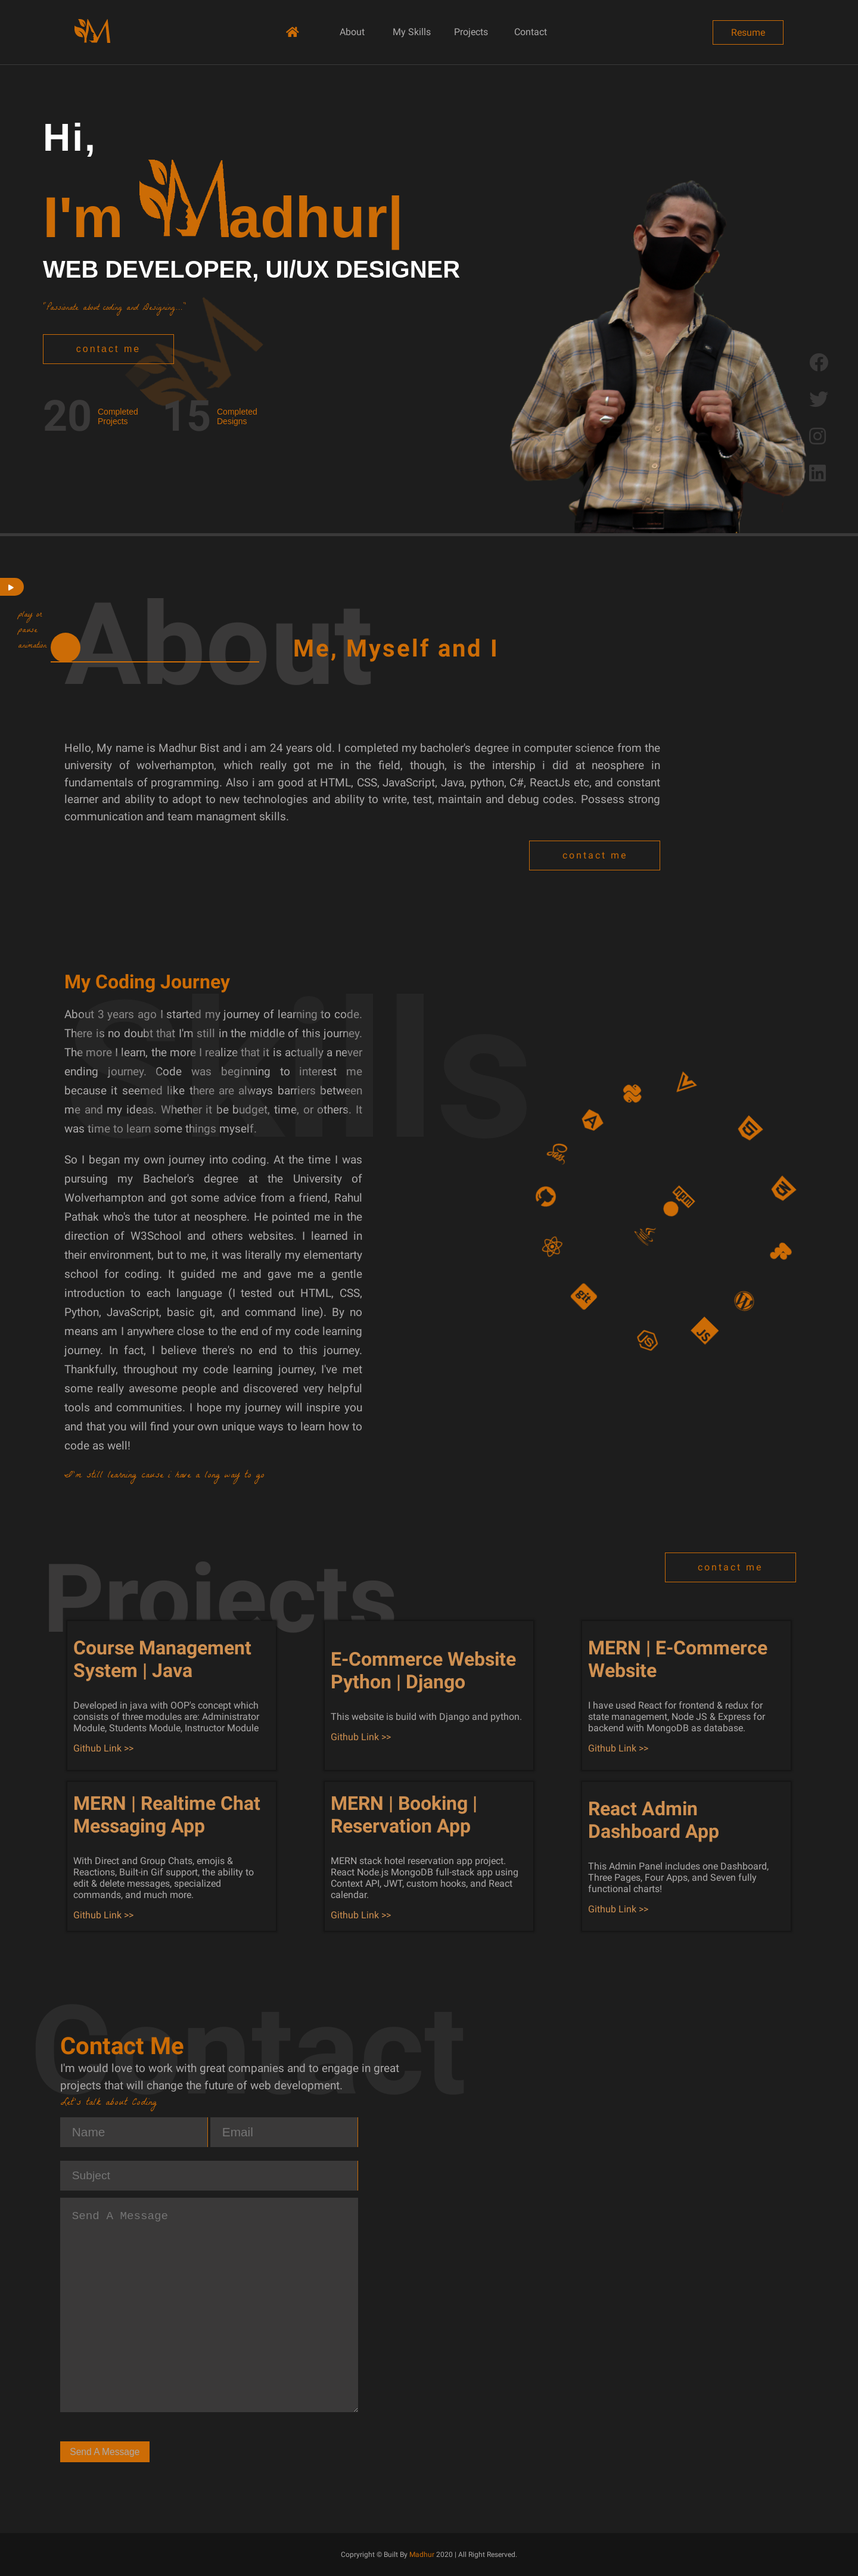 About
My Skills
Projects
Contact
Resume
Hi,
I'm Madhur|
WEB DEVELOPER, UI/UX DESIGNER
"Passionate about coding and Designing...."
contact me
20 Completed Projects
15 Completed Designs
play or
pause
animation
About
Me, Myself and I
Hello, My name is Madhur Bist and i am 24 years old. I completed my bacholer's degree in computer science from the
university of wolverhampton, which really got me in the field, though, is the intership i did at neosphere in
fundamentals of programming. Also i am good at HTML, CSS, JavaScript, Java, python, C#, ReactJs etc, and constant
learner and ability to adopt to new technologies and ability to write, test, maintain and debug codes. Possess strong
communication and team managment skills.
contact me
Skills
My Coding Journey
About 3 years ago I started my journey of learning to code.
There is no doubt that I'm still in the middle of this journey.
The more I learn, the more I realize that it is actually a never
ending journey. Code was beginning to interest me
because it seemed like there are always barriers between
me and my ideas. Whether it be budget, time, or others. It
was time to learn some things myself.
So I began my own journey into coding. At the time I was
pursuing my Bachelor's degree at the University of
Wolverhampton and got some advice from a friend, Rahul
Pathak who's the tutor at neosphere. He pointed me in the
direction of W3School and others websites. I learned in
their environment, but to me, it was literally my elementarty
school for coding. It guided me and gave me a gentle
introduction to each language (I tested out HTML, CSS,
Python, JavaScript, basic git, and command line). By no
means am I anywhere close to the end of my code learning
journey. In fact, I believe there's no end to this journey.
Thankfully, throughout my code learning journey, I've met
some really awesome people and discovered very helpful
tools and communities. I hope my journey will inspire you
and that you will find your own unique ways to learn how to
code as well!
I'm still learning cause i have a long way to go
npm
git
JS
Projects
contact me
Course Management
System | Java
Developed in java with OOP's concept which
consists of three modules are: Administrator
Module, Students Module, Instructor Module
Github Link >>
E-Commerce Website
Python | Django
This website is build with Django and python.
Github Link >>
MERN | E-Commerce
Website
I have used React for frontend & redux for
state management, Node JS & Express for
backend with MongoDB as database.
Github Link >>
MERN | Realtime Chat
Messaging App
With Direct and Group Chats, emojis &
Reactions, Built-in Gif support, the ability to
edit & delete messages, specialized
commands, and much more.
Github Link >>
MERN | Booking |
Reservation App
MERN stack hotel reservation app project.
React Node.js MongoDB full-stack app using
Context API, JWT, custom hooks, and React
calendar.
Github Link >>
React Admin
Dashboard App
This Admin Panel includes one Dashboard,
Three Pages, Four Apps, and Seven fully
functional charts!
Github Link >>
Contact
Contact Me
I'm would love to work with great companies and to engage in great
projects that will change the future of web development.
Let's talk about Coding
Name
Email
Subject
Send A Message
Send A Message
Copryright © Built By Madhur 2020 | All Right Reserved.